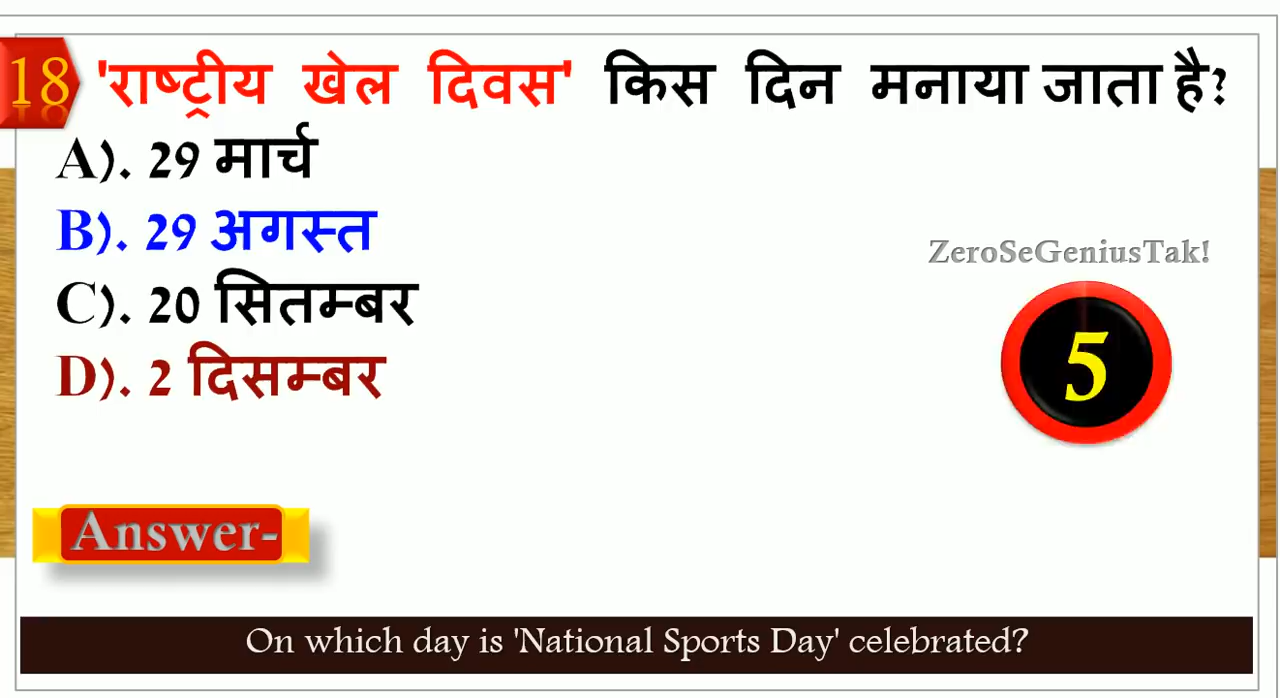 18 'राष्ट्रीय खेल दिवस' किस दिन मनाया जाता है?
A). 29 मार्च
B). 29 अगस्त
C). 20 सितम्बर
D). 2 दिसम्बर
ZeroSeGeniusTak!
5
Answer-
On which day is 'National Sports Day' celebrated?